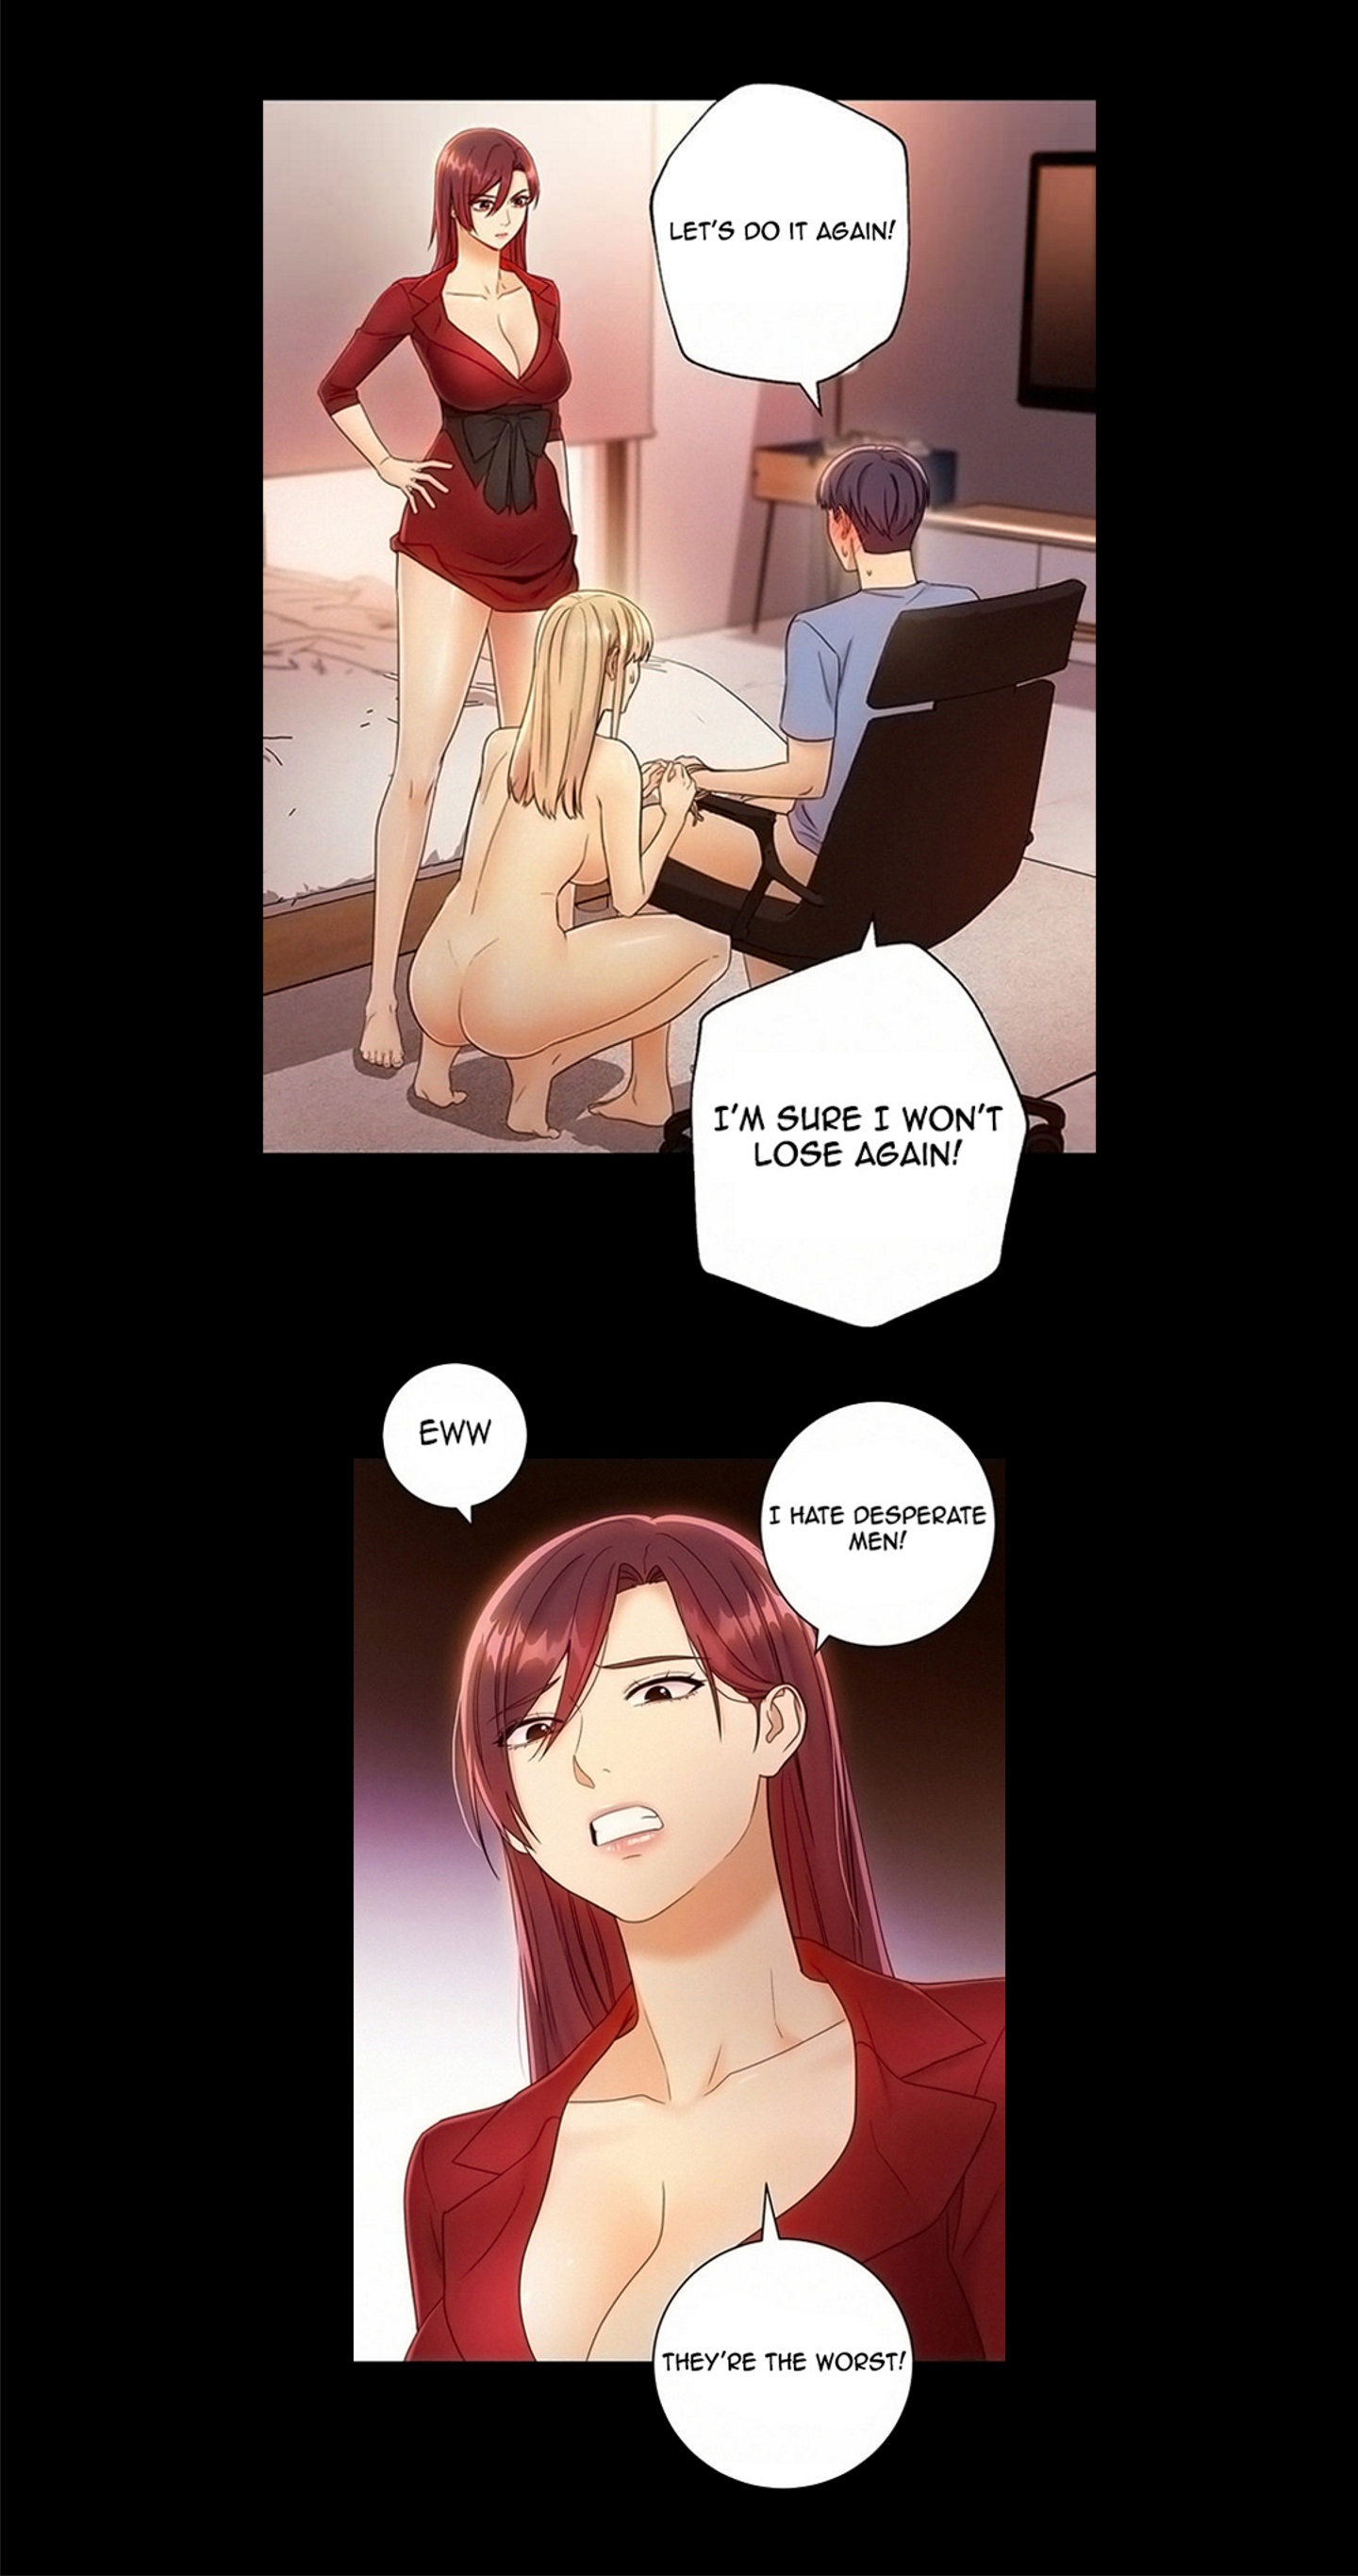 LET'S DO IT AGAIN!
I'M SURE I WON'T
LOSE AGAIN!
EWW
I HATE DESPERATE
MEN!
THEY'RE THE WORST!